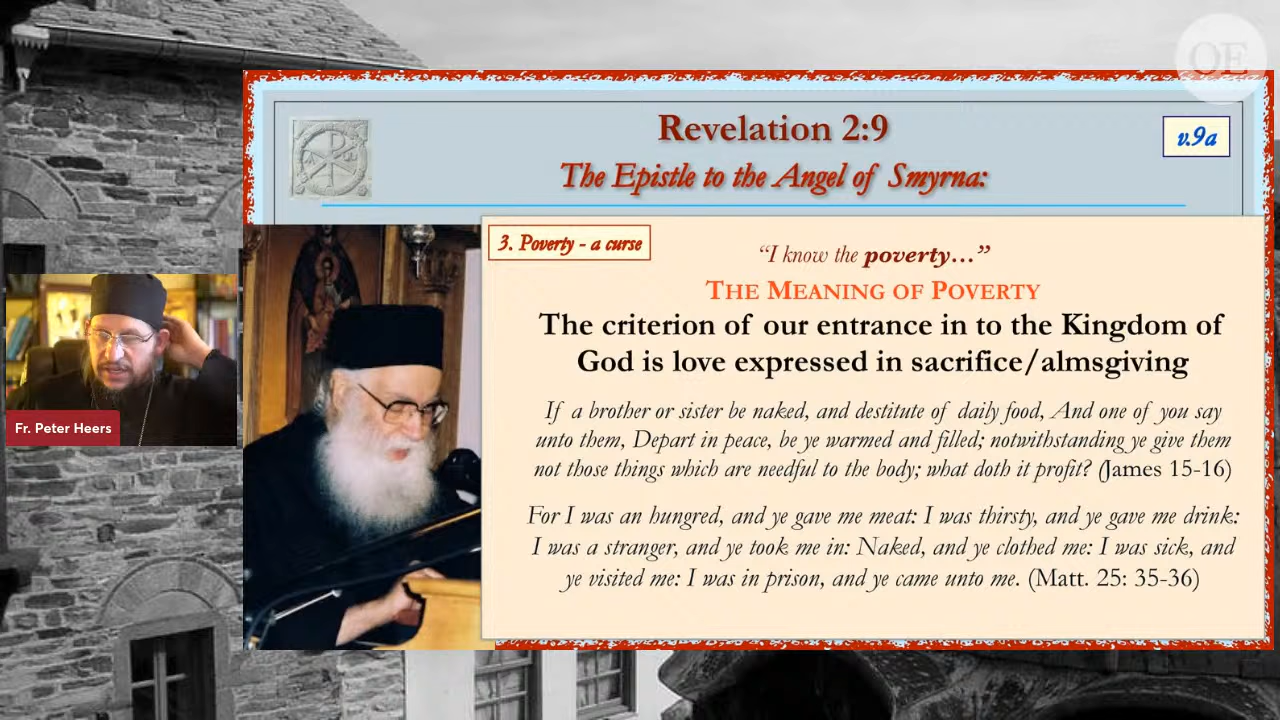 OE
Revelation 2:9
v.9a
The Epistle to the Angel of Smyrna:
3. Poverty - a curse
“I know the poverty…”
THE MEANING OF POVERTY
The criterion of our entrance in to the Kingdom of
God is love expressed in sacrifice/almsgiving
If a brother or sister be naked, and destitute of daily food, And one of you say
unto them, Depart in peace, be ye warmed and filled; notwithstanding ye give them
not those things which are needful to the body; what doth it profit? (James 15-16)
For I was an hungred, and ye gave me meat: I was thirsty, and ye gave me drink:
I was a stranger, and ye took me in: Naked, and ye clothed me: I was sick, and
ye visited me: I was in prison, and ye came unto me. (Matt. 25: 35-36)
Fr. Peter Heers